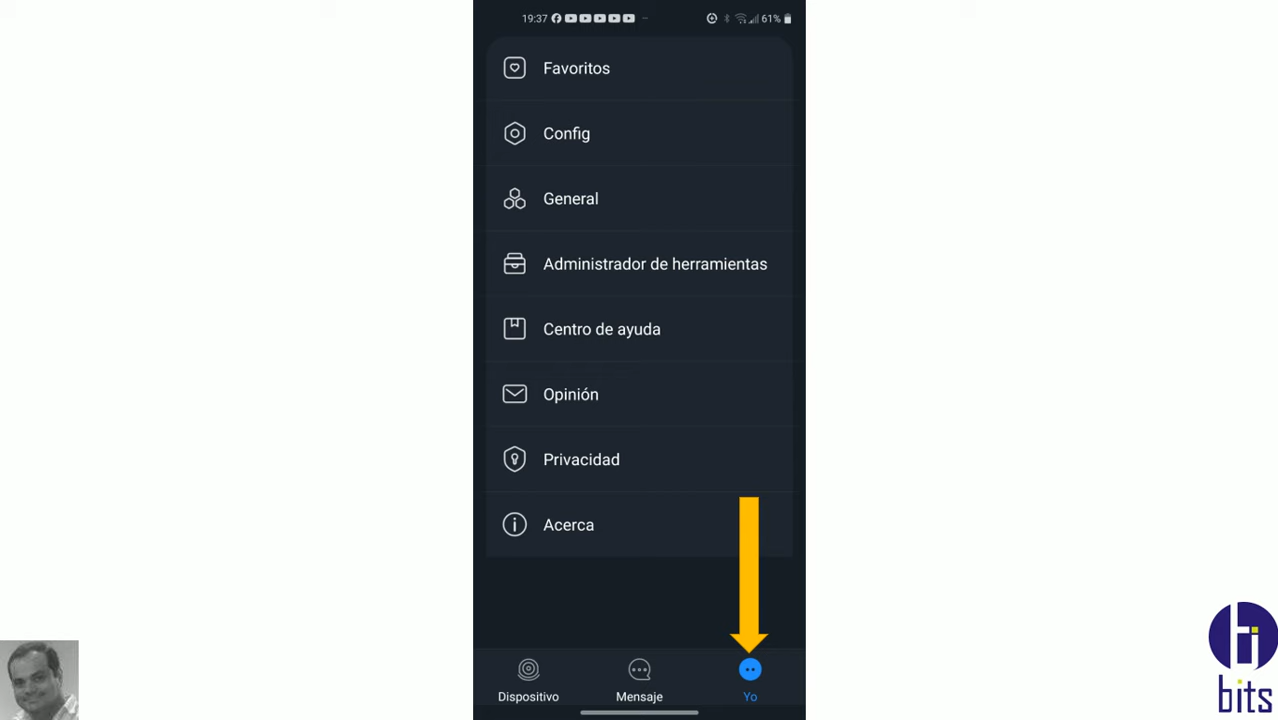 19:37 61%
Favoritos
Config
General
Administrador de herramientas
Centro de ayuda
Opinión
Privacidad
Acerca
Dispositivo Mensaje Yo
bits